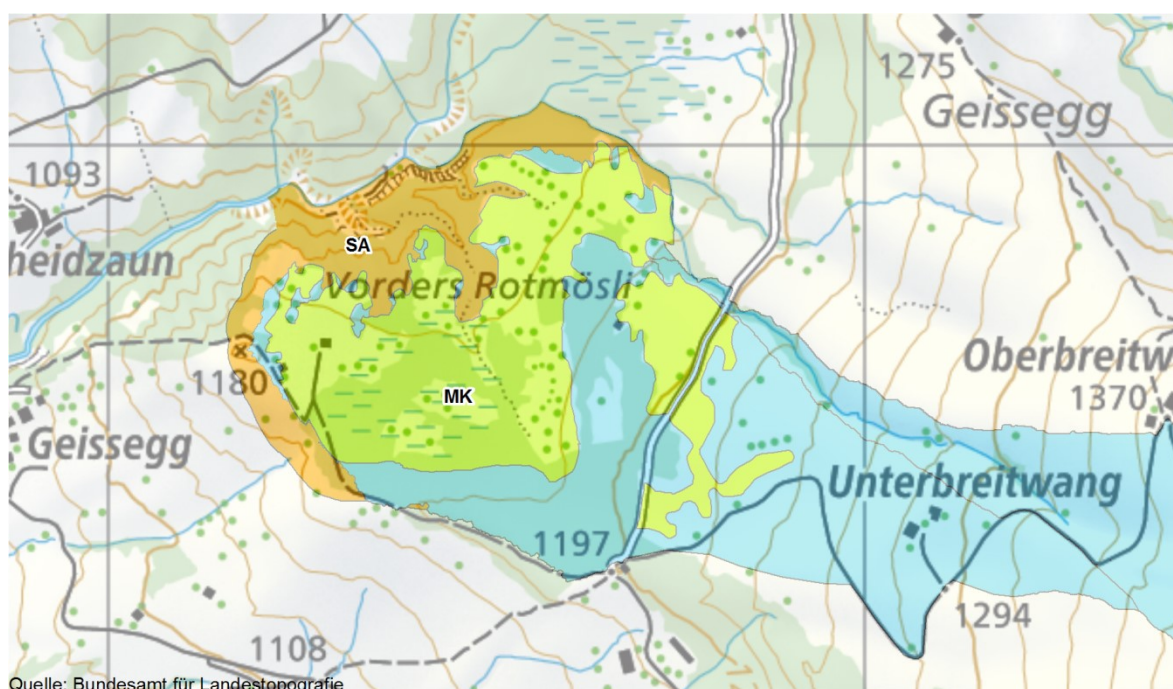 1275
Geissegg
1093
heidzaun
SA
Vorders Rotmösli
Oberbreitw
1180
1370
MK
Geissegg
Unterbreitwang
1197
1294
1108
Quelle: Bundesamt für Landestopografie